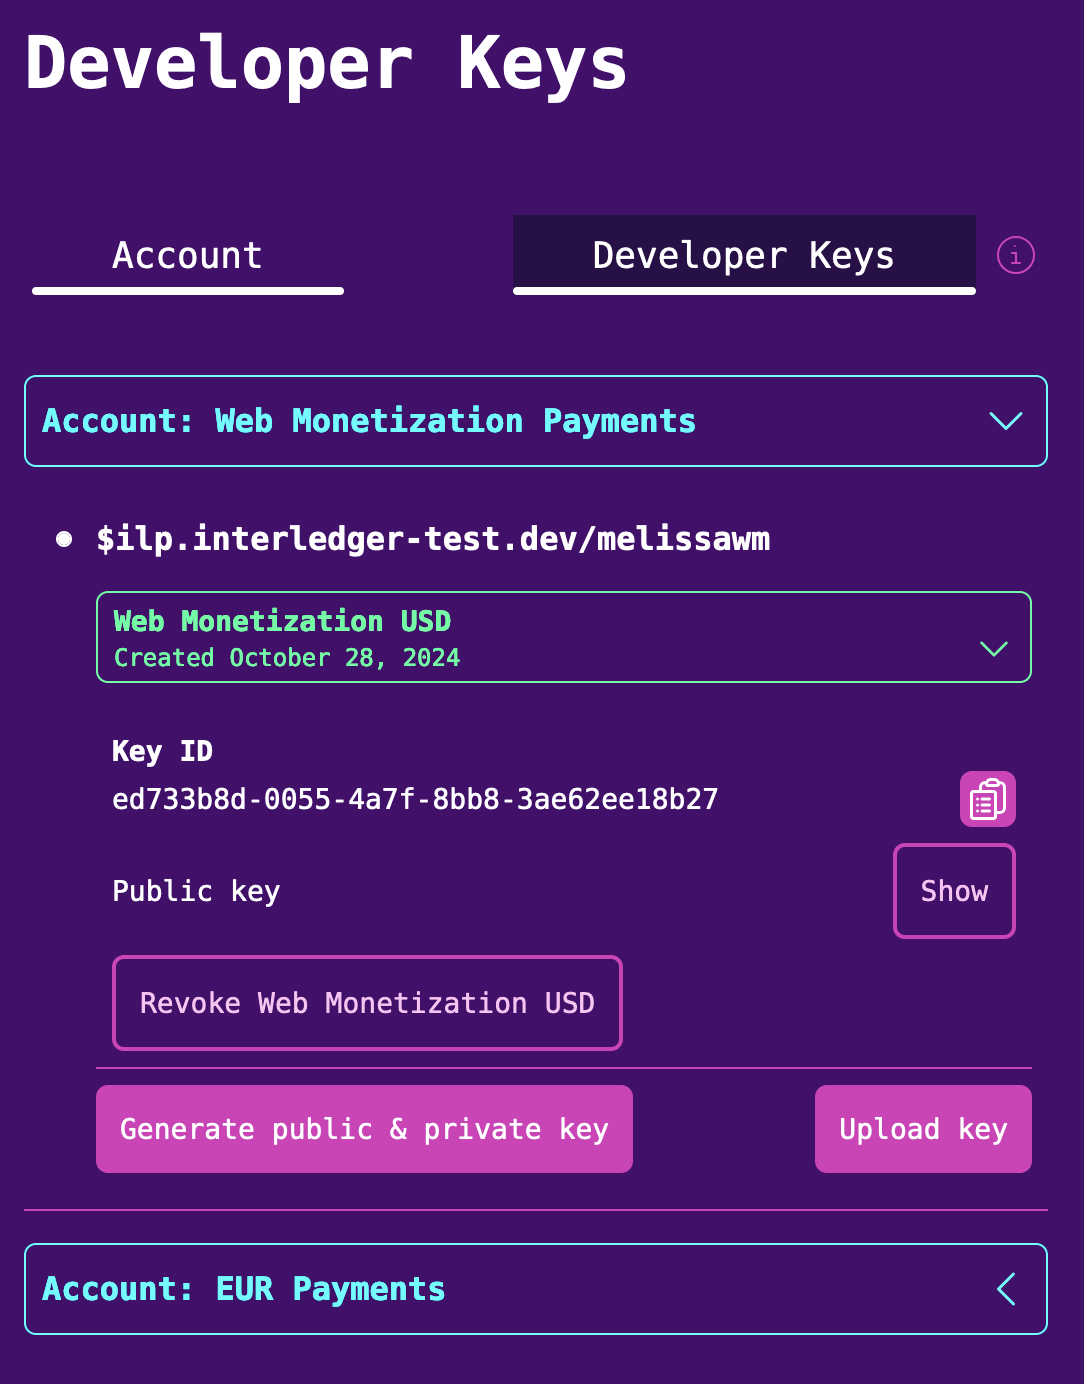 Developer Keys
Account
Developer Keys
i
Account: Web Monetization Payments
$ilp.interledger-test.dev/melissawm
Web Monetization USD
Created October 28, 2024
Key ID
ed733b8d-0055-4a7f-8bb8-3ae62ee18b27
Public key
Show
Revoke Web Monetization USD
Generate public & private key
Upload key
Account: EUR Payments